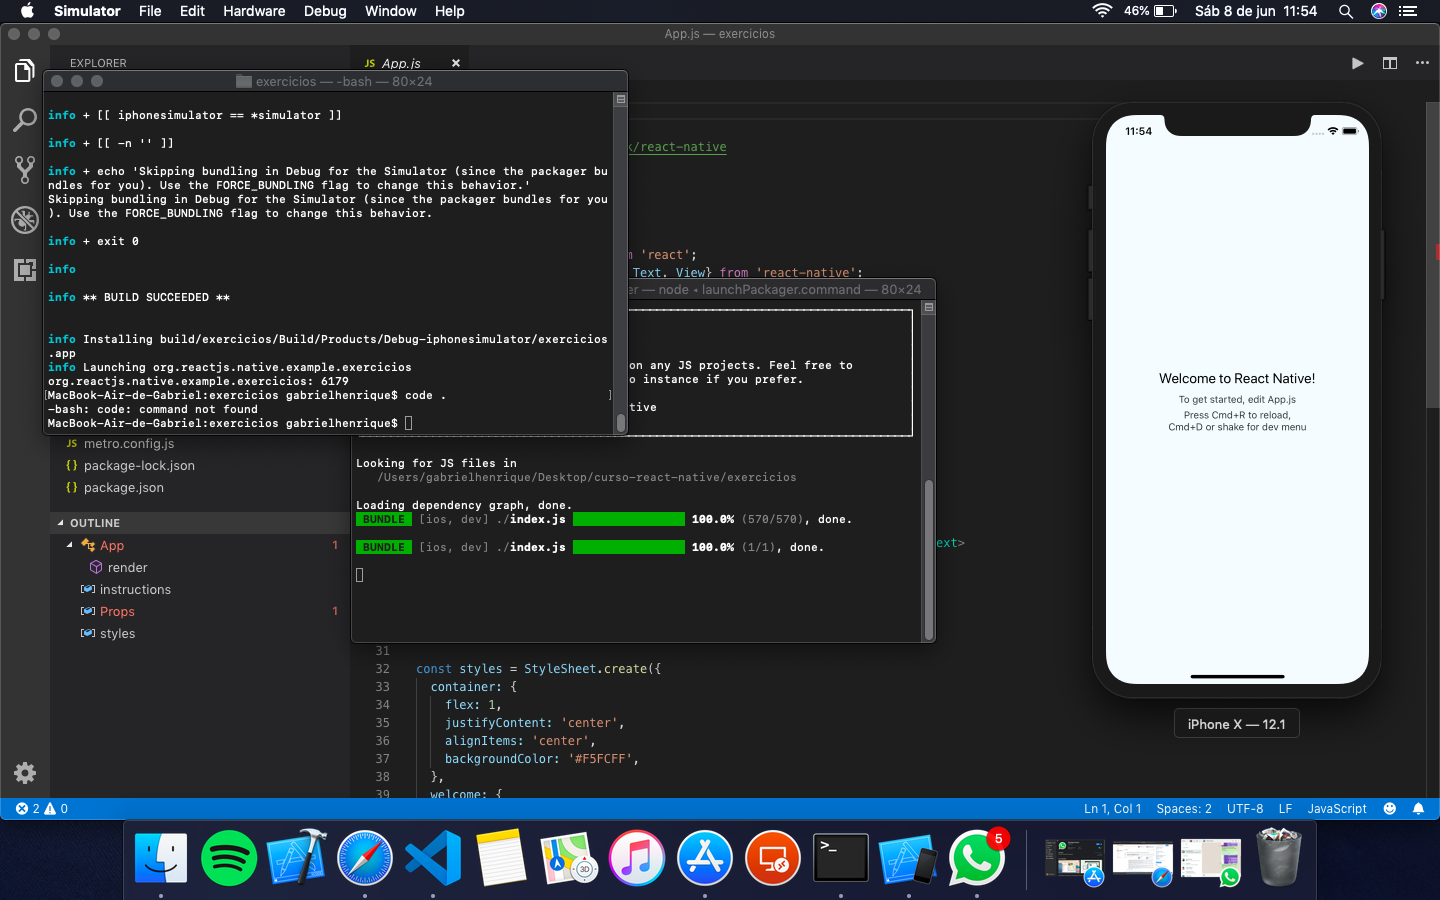 Simulator File Edit Hardware Debug Window Help
46% Sáb 8 de jun 11:54
App.js — exercicios
EXPLORER
JS App.js ×
exercicios — -bash — 80×24
info + [[ iphonesimulator == *simulator ]]
info + [[ -n '' ]]
info + echo 'Skipping bundling in Debug for the Simulator (since the packager bu
ndles for you). Use the FORCE_BUNDLING flag to change this behavior.'
Skipping bundling in Debug for the Simulator (since the packager bundles for you
). Use the FORCE_BUNDLING flag to change this behavior.
info + exit 0
info
info ** BUILD SUCCEEDED **
info Installing build/exercicios/Build/Products/Debug-iphonesimulator/exercicios
.app
info Launching org.reactjs.native.example.exercicios
org.reactjs.native.example.exercicios: 6179
[MacBook-Air-de-Gabriel:exercicios gabrielhenrique$ code . ]
-bash: code: command not found
MacBook-Air-de-Gabriel:exercicios gabrielhenrique$
k/react-native
m 'react';
Text, View} from 'react-native';
er — node ◂ launchPackager.command — 80×24
on any JS projects. Feel free to
o instance if you prefer.
tive
Looking for JS files in
/Users/gabrielhenrique/Desktop/curso-react-native/exercicios
Loading dependency graph, done.
BUNDLE [ios, dev] ./index.js 100.0% (570/570), done.
BUNDLE [ios, dev] ./index.js 100.0% (1/1), done.
ext>
JS metro.config.js
{} package-lock.json
{} package.json
OUTLINE
App 1
render
instructions
Props 1
styles
31
32 const styles = StyleSheet.create({
33 container: {
34 flex: 1,
35 justifyContent: 'center',
36 alignItems: 'center',
37 backgroundColor: '#F5FCFF',
38 },
39 welcome: {
11:54
Welcome to React Native!
To get started, edit App.js
Press Cmd+R to reload,
Cmd+D or shake for dev menu
iPhone X — 12.1
2 0
Ln 1, Col 1 Spaces: 2 UTF-8 LF JavaScript
3D
>_
5